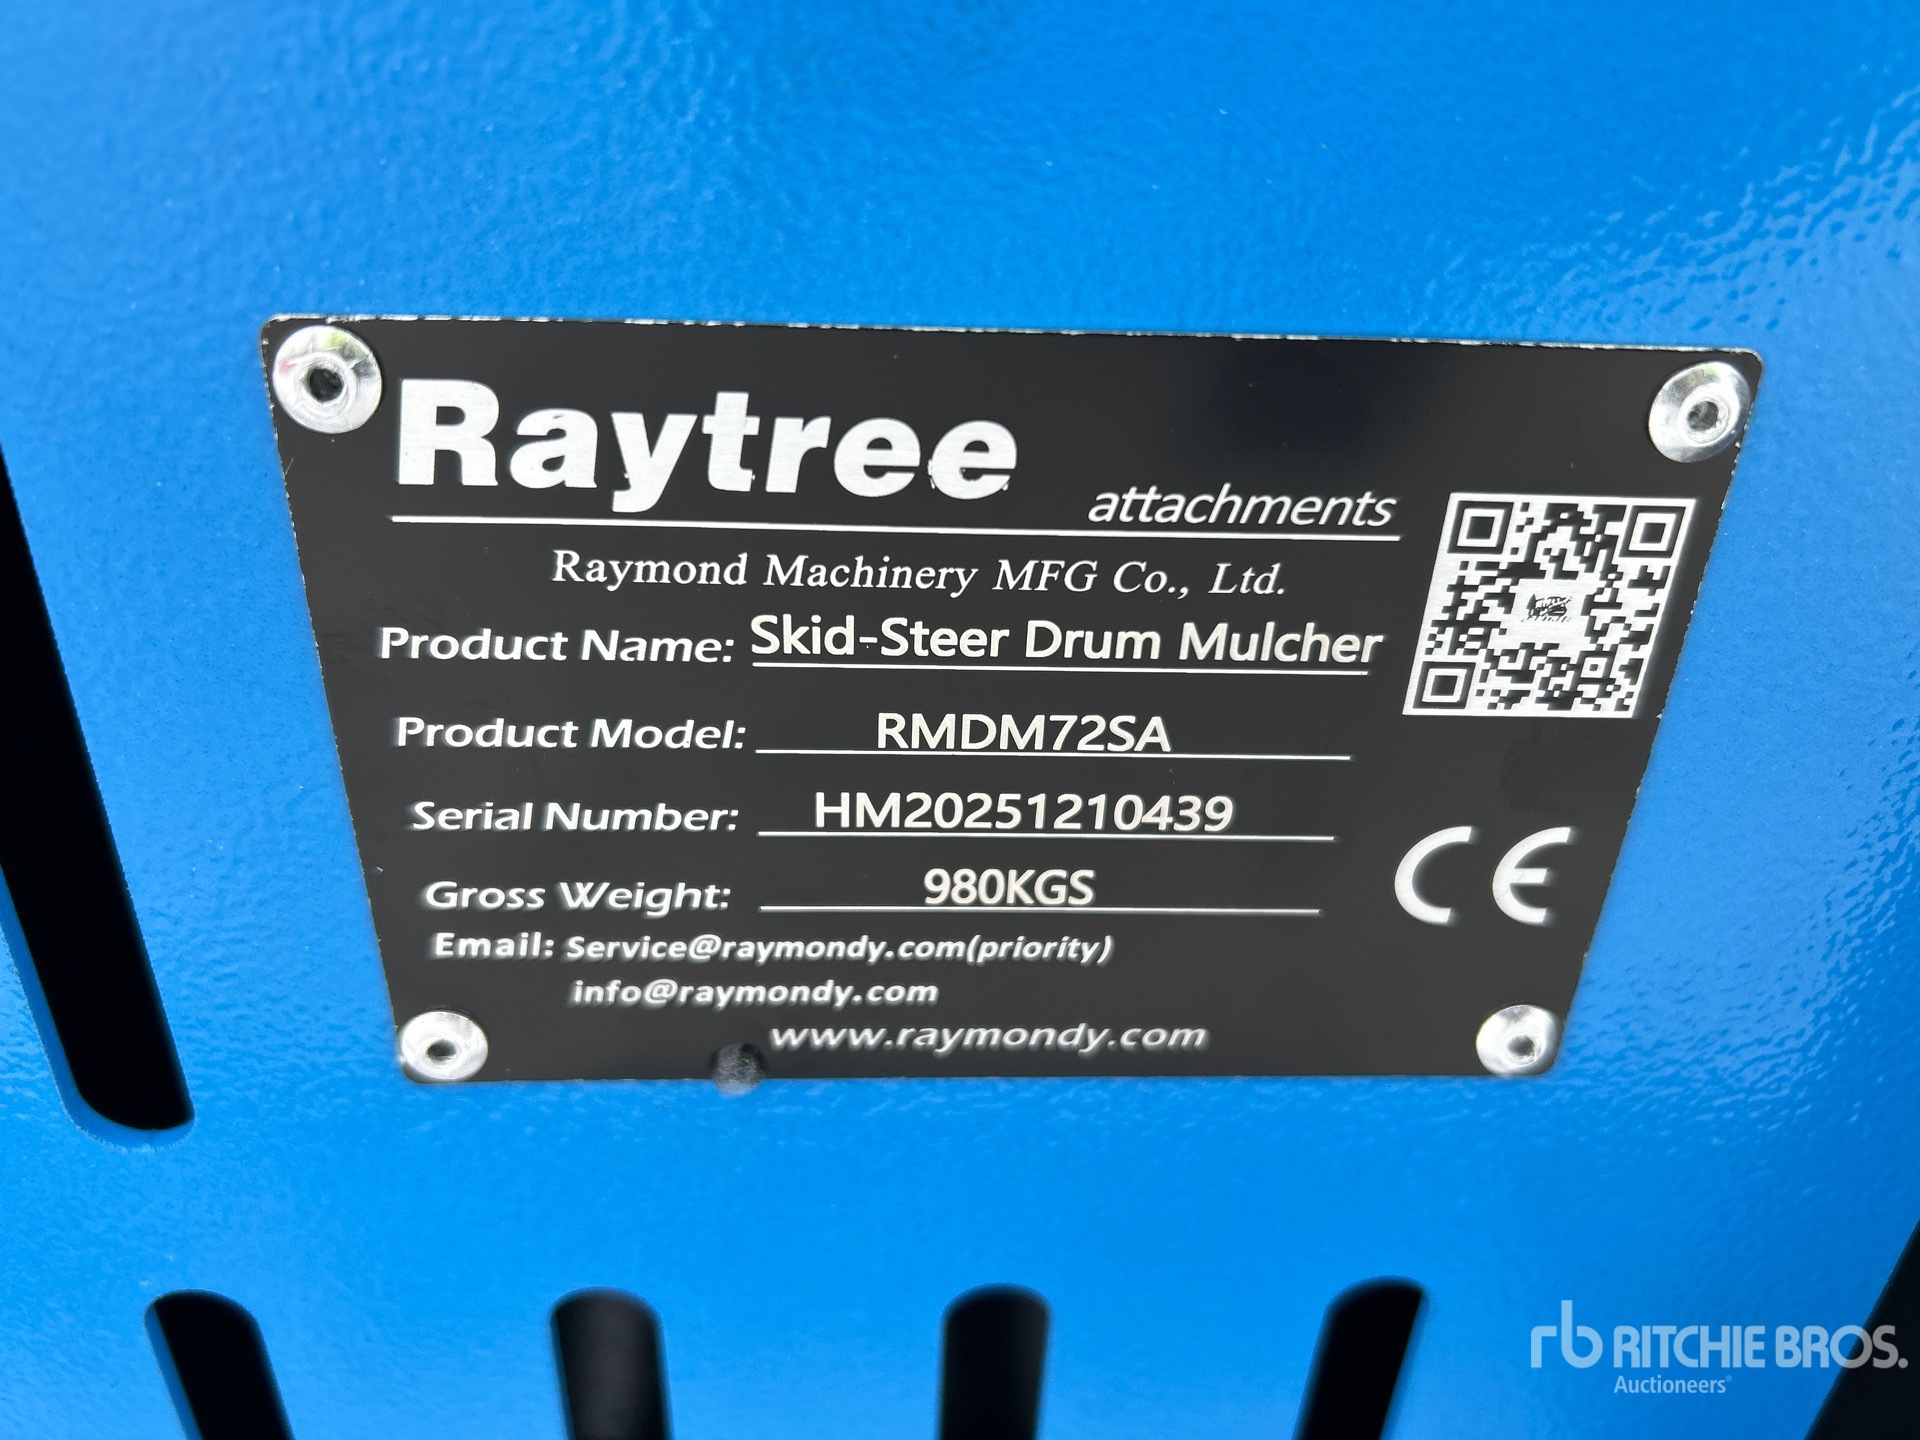 Raytree
attachments
Raymond Machinery MFG Co., Ltd.
Product Name: Skid-Steer Drum Mulcher
Product Model: RMDM72SA
Serial Number: HM20251210439
Gross Weight: 980KGS
CE
Email: Service@raymondy.com(priority)
info@raymondy.com
www.raymondy.com
rb RITCHIE BROS.
Auctioneers®